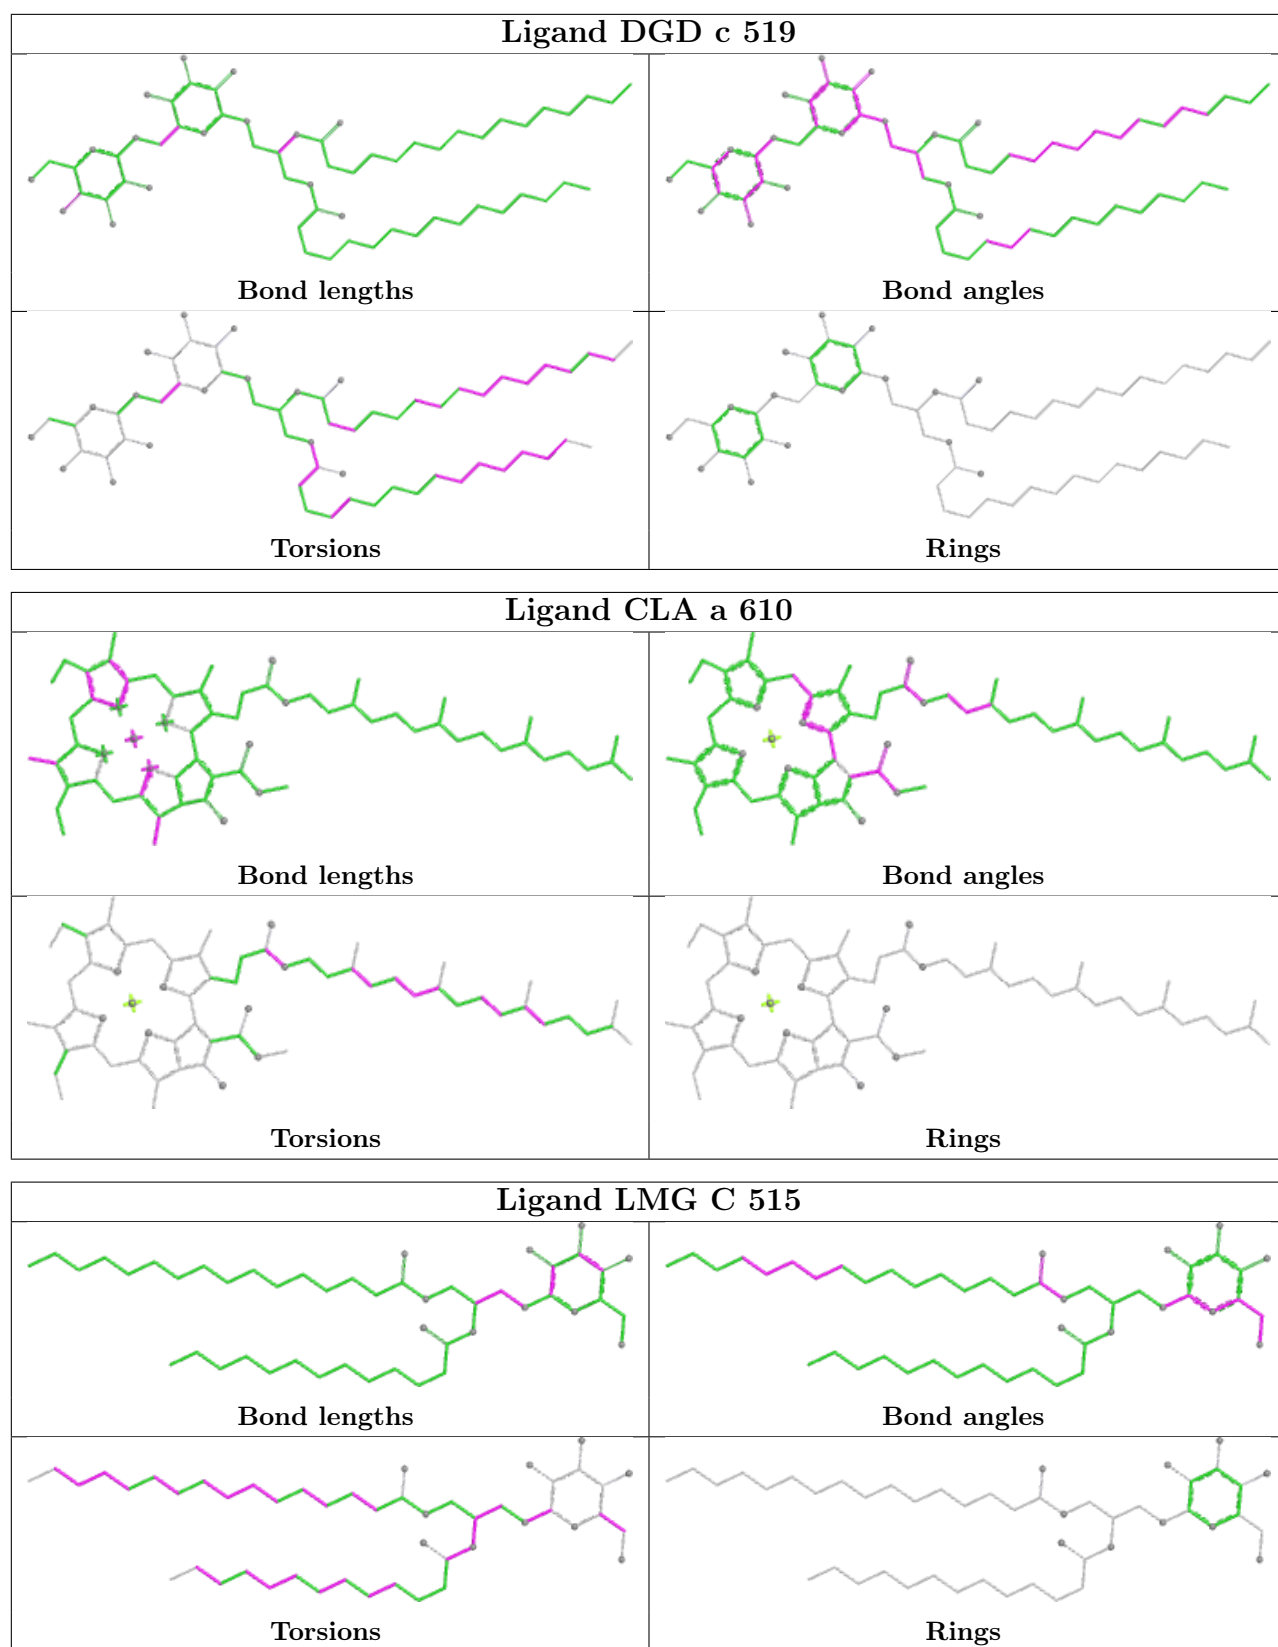 Ligand DGD c 519
Bond lengths
Bond angles
Torsions
Rings
Ligand CLA a 610
Bond lengths
Bond angles
Torsions
Rings
Ligand LMG C 515
Bond lengths
Bond angles
Torsions
Rings